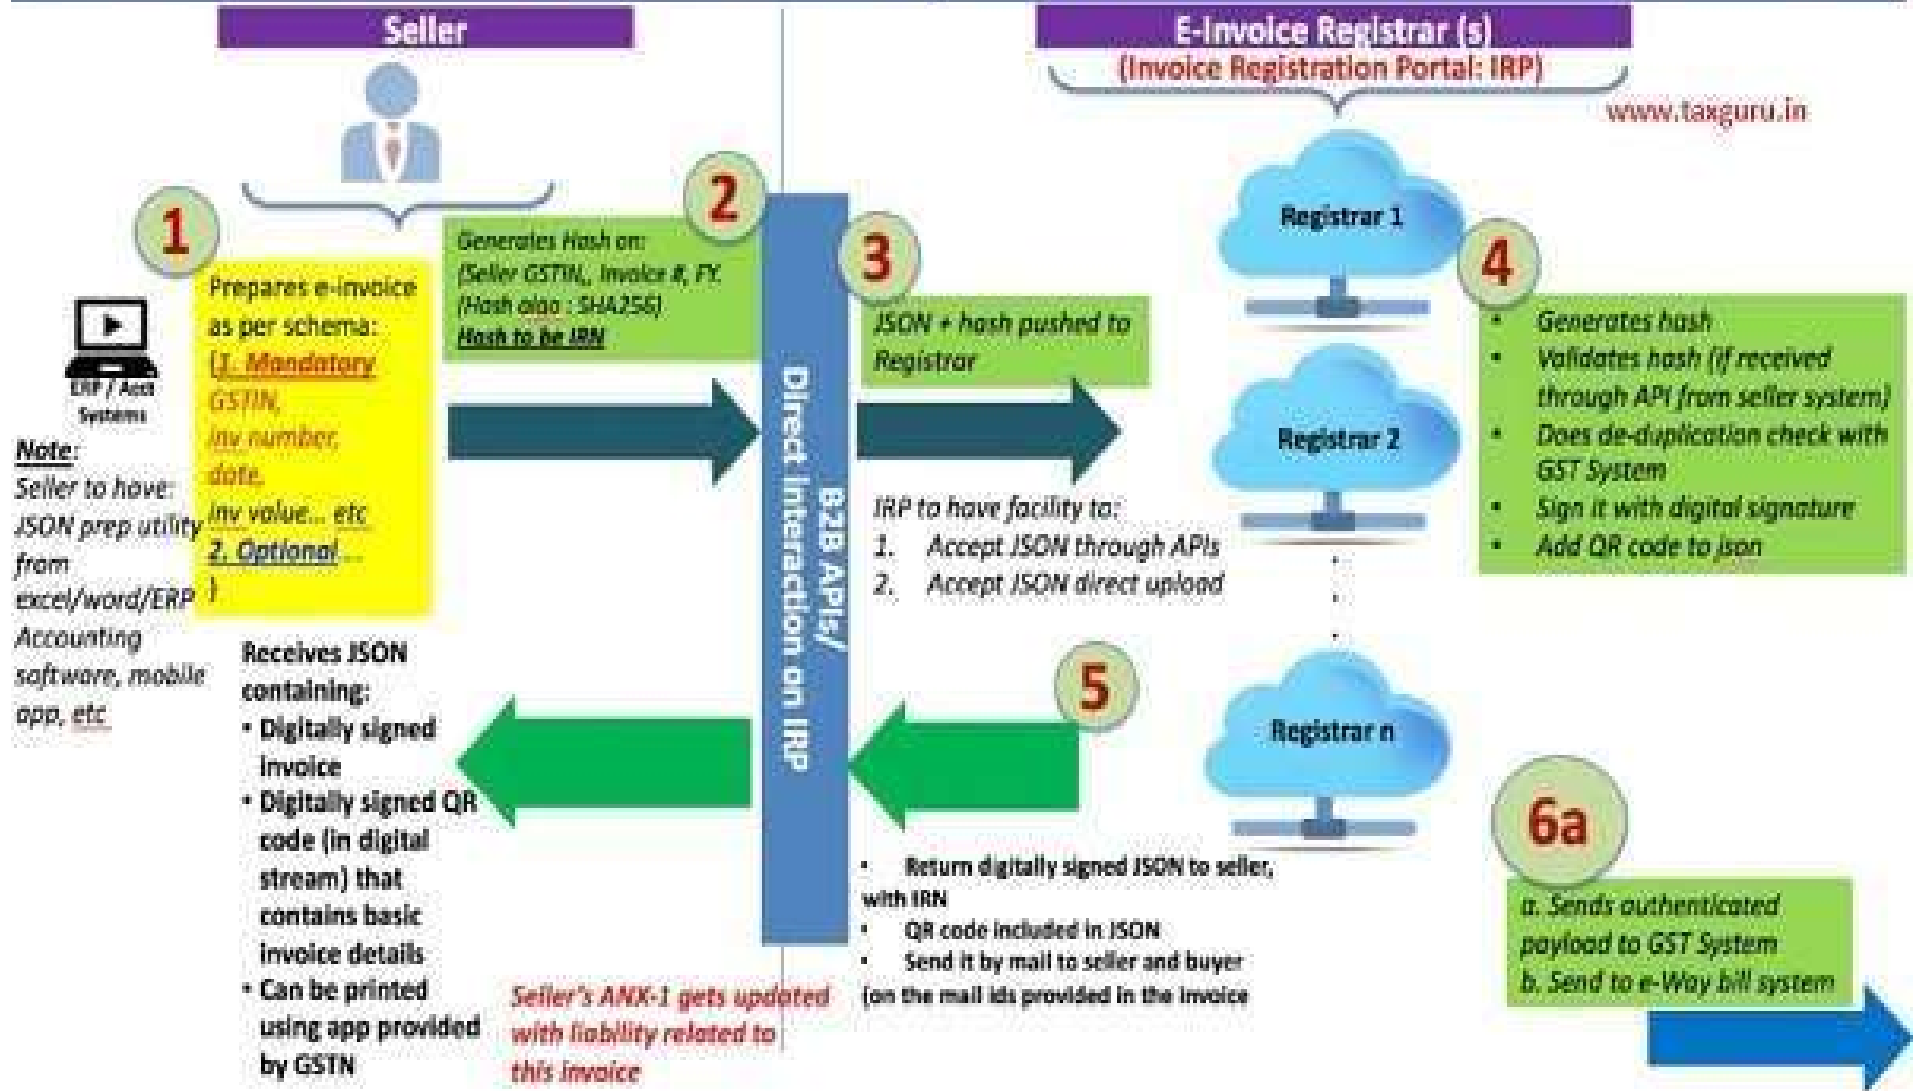 Seller
E-Invoice Registrar (s)
(Invoice Registration Portal: IRP)
www.taxguru.in
1
Prepares e-invoice
as per schema:
(1. Mandatory
GSTIN,
inv number,
date,
inv value... etc
2. Optional...
)
ERP / Acct
Systems
Note:
Seller to have:
JSON prep utility
from
excel/word/ERP
Accounting
software, mobile
app, etc
2
Generates Hash on:
(Seller GSTIN,, Invoice #, FY.
(Hash algo : SHA256)
Hash to be IRN
B2B APIs/
Direct Interaction on IRP
3
JSON + hash pushed to
Registrar
IRP to have facility to:
1. Accept JSON through APIs
2. Accept JSON direct upload
Registrar 1
Registrar 2
Registrar n
4
• Generates hash
• Validates hash (if received
through API from seller system)
• Does de-duplication check with
GST System
• Sign it with digital signature
• Add QR code to json
5
• Return digitally signed JSON to seller,
with IRN
• QR code included in JSON
• Send it by mail to seller and buyer
(on the mail ids provided in the invoice
Receives JSON
containing:
• Digitally signed
invoice
• Digitally signed QR
code (in digital
stream) that
contains basic
invoice details
• Can be printed
using app provided
by GSTN
Seller's ANX-1 gets updated
with liability related to
this invoice
6a
a. Sends authenticated
payload to GST System
b. Send to e-Way bill system